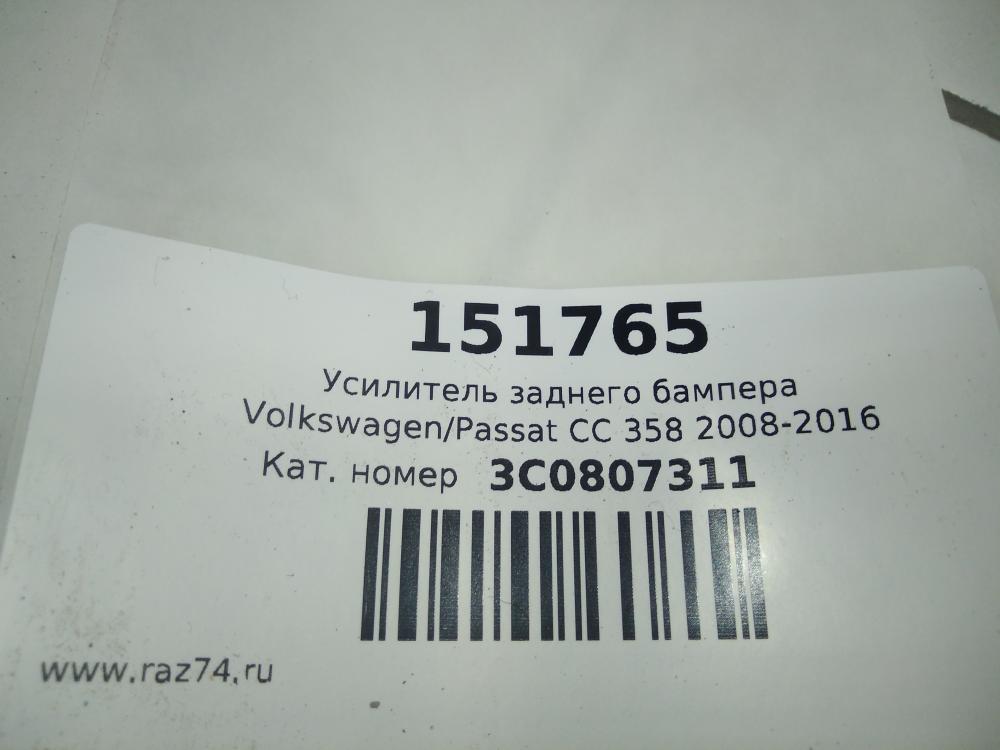 151765
Усилитель заднего бампера
Volkswagen/Passat CC 358 2008-2016
Кат. номер 3C0807311
www.raz74.ru